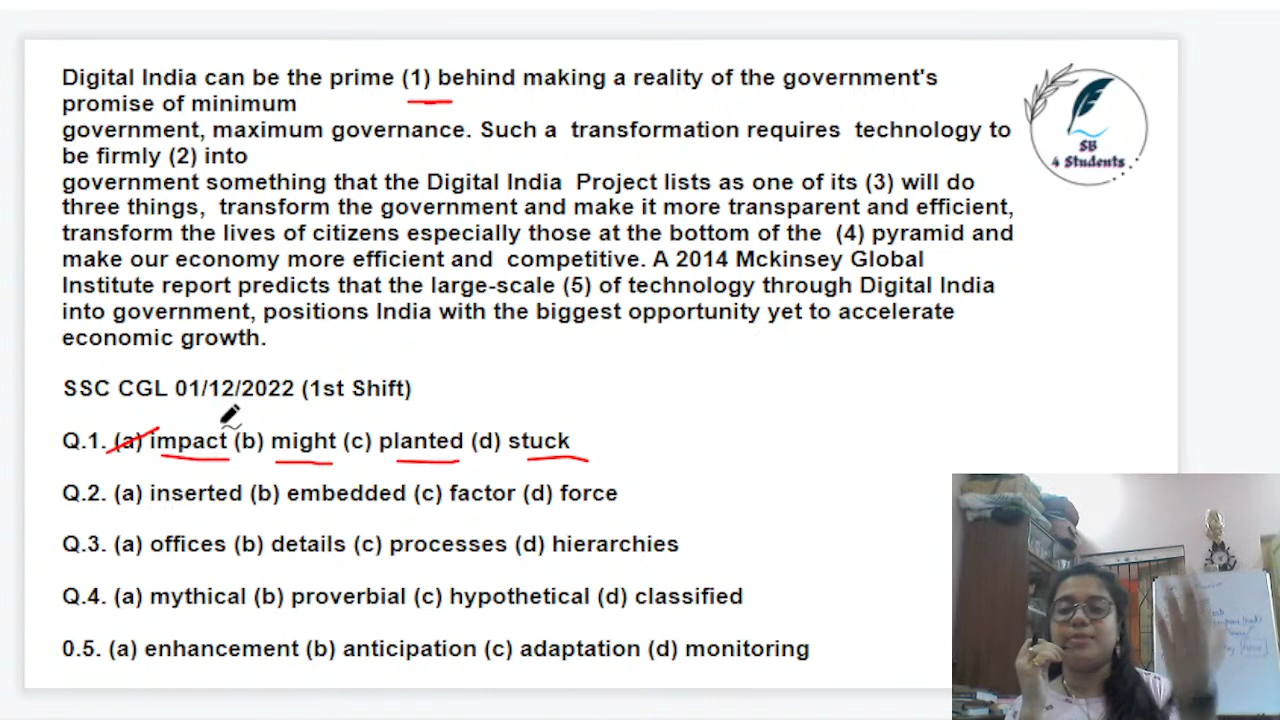 Digital India can be the prime (1) behind making a reality of the government's
promise of minimum
government, maximum governance. Such a transformation requires technology to
be firmly (2) into
government something that the Digital India Project lists as one of its (3) will do
three things, transform the government and make it more transparent and efficient,
transform the lives of citizens especially those at the bottom of the (4) pyramid and
make our economy more efficient and competitive. A 2014 Mckinsey Global
Institute report predicts that the large-scale (5) of technology through Digital India
into government, positions India with the biggest opportunity yet to accelerate
economic growth.
SB
4 Students
SSC CGL 01/12/2022 (1st Shift)
Q.1. (a) impact (b) might (c) planted (d) stuck
Q.2. (a) inserted (b) embedded (c) factor (d) force
Q.3. (a) offices (b) details (c) processes (d) hierarchies
Q.4. (a) mythical (b) proverbial (c) hypothetical (d) classified
0.5. (a) enhancement (b) anticipation (c) adaptation (d) monitoring